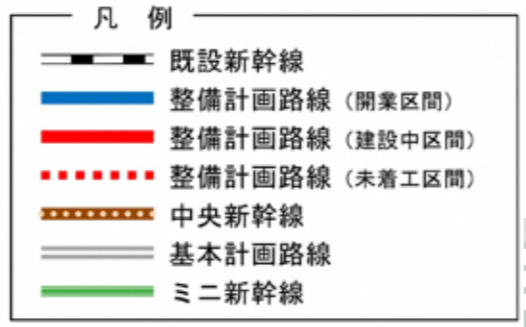 凡 例
既設新幹線
整備計画路線（開業区間）
整備計画路線（建設中区間）
整備計画路線（未着工区間）
中央新幹線
基本計画路線
ミニ新幹線